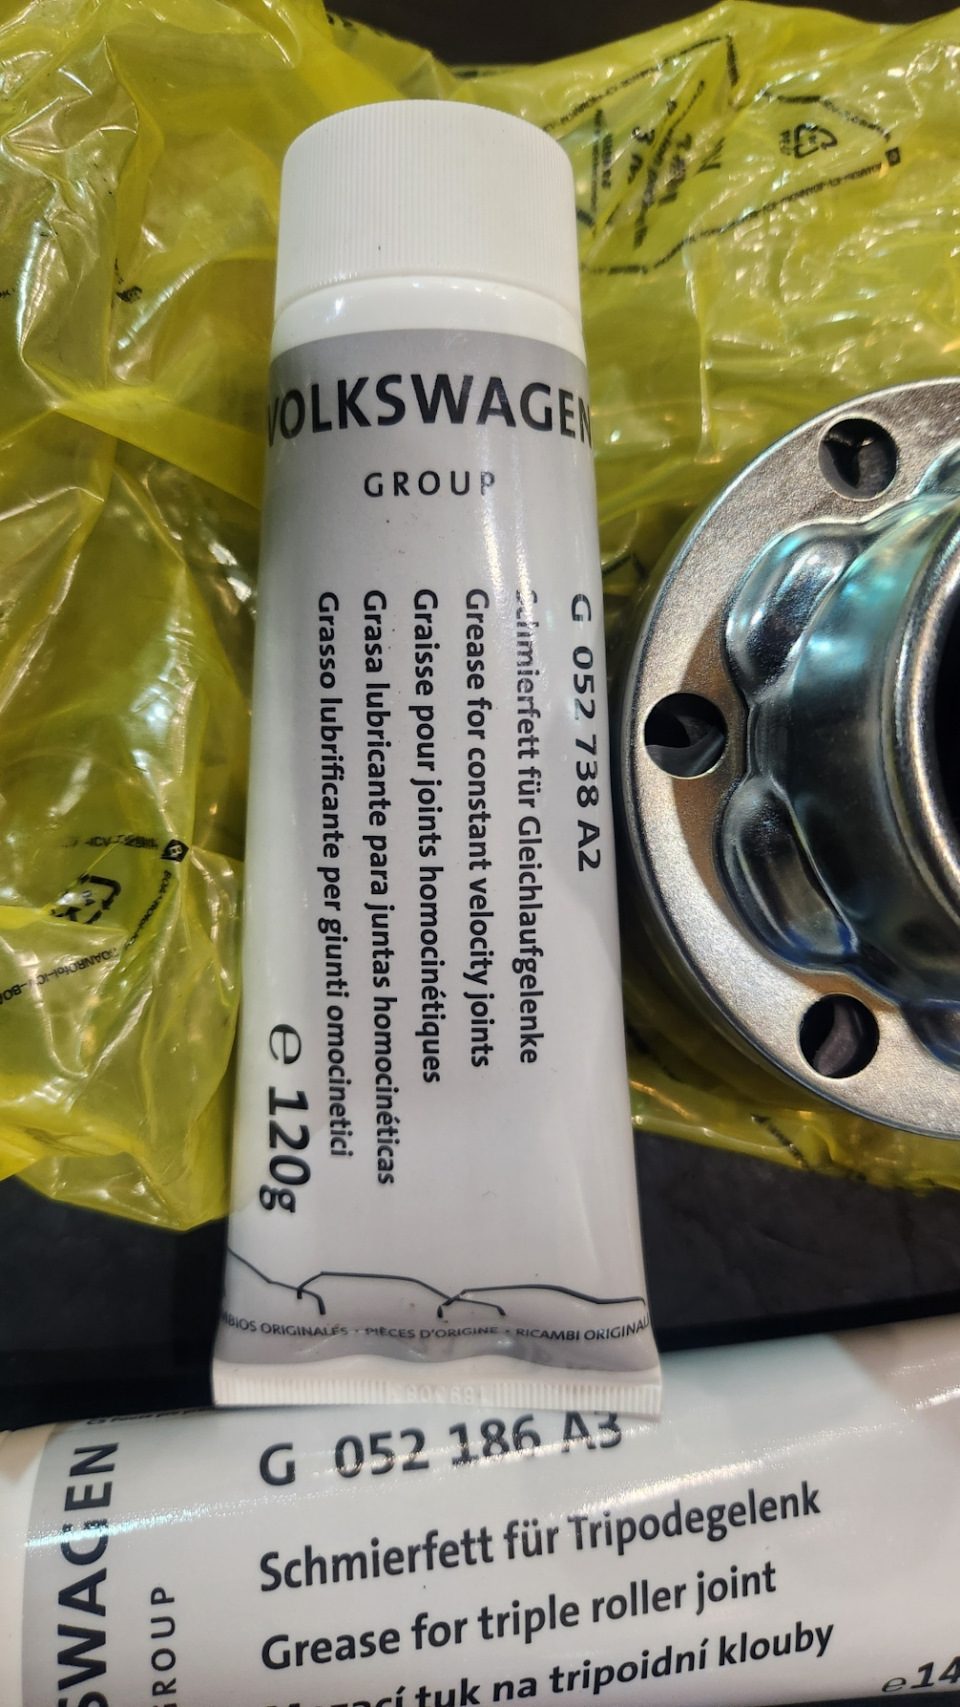 VOLKSWAGEN
GROUP
G 052 738 A2
Schmierfett für Gleichlaufgelenke
Grease for constant velocity joints
Graisse pour joints homocinétiques
Grasa lubricante para juntas homocinéticas
Grasso lubrificante per giunti omocinetici
e 120g
ORIGINALES · PIÈCES D'ORIGINE · RICAMBI
SWAGEN
GROUP
G 052 186 A3
Schmierfett für Tripodegelenk
Grease for triple roller joint
tuk na tripoidní klouby